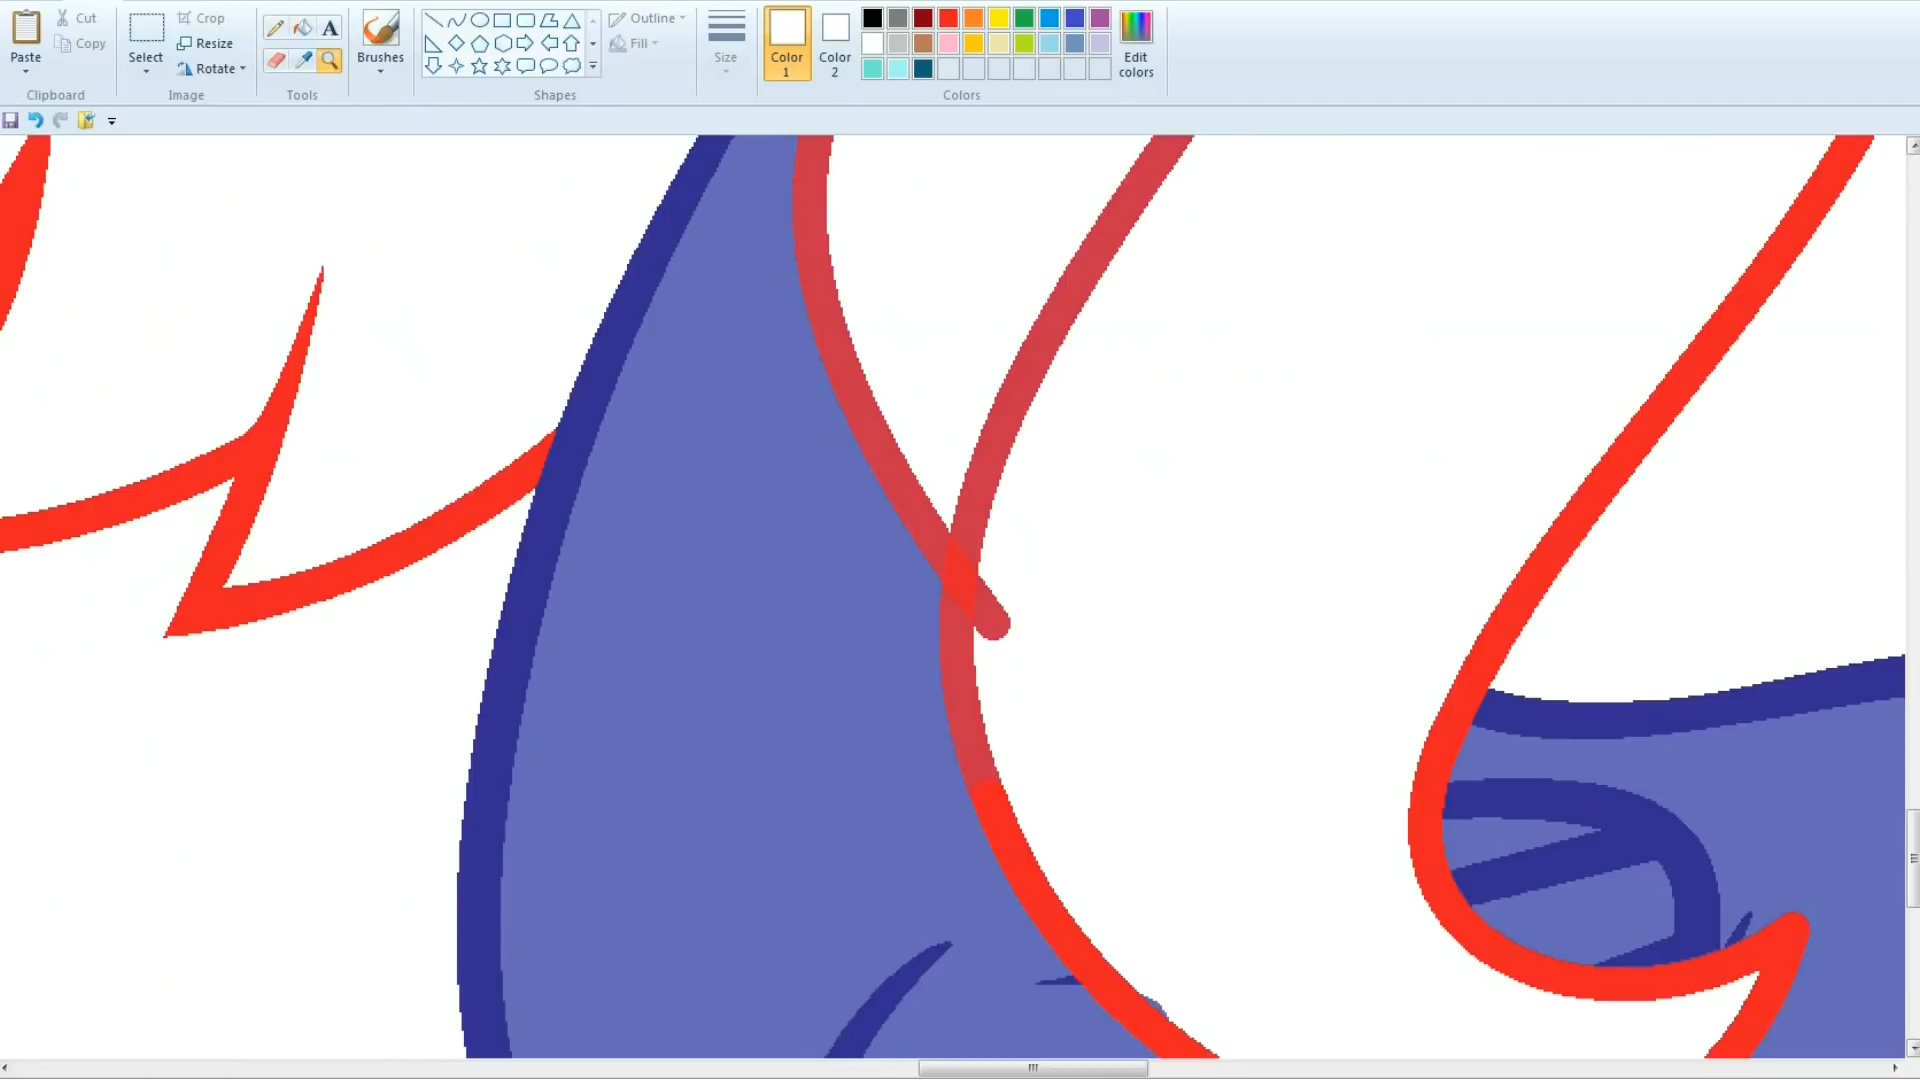 Paste
Cut
Copy
Clipboard
Select
Crop
Resize
Rotate
Image
A
Tools
Brushes
Shapes
Outline
Fill
Size
Color
1
Color
2
Colors
Edit
colors